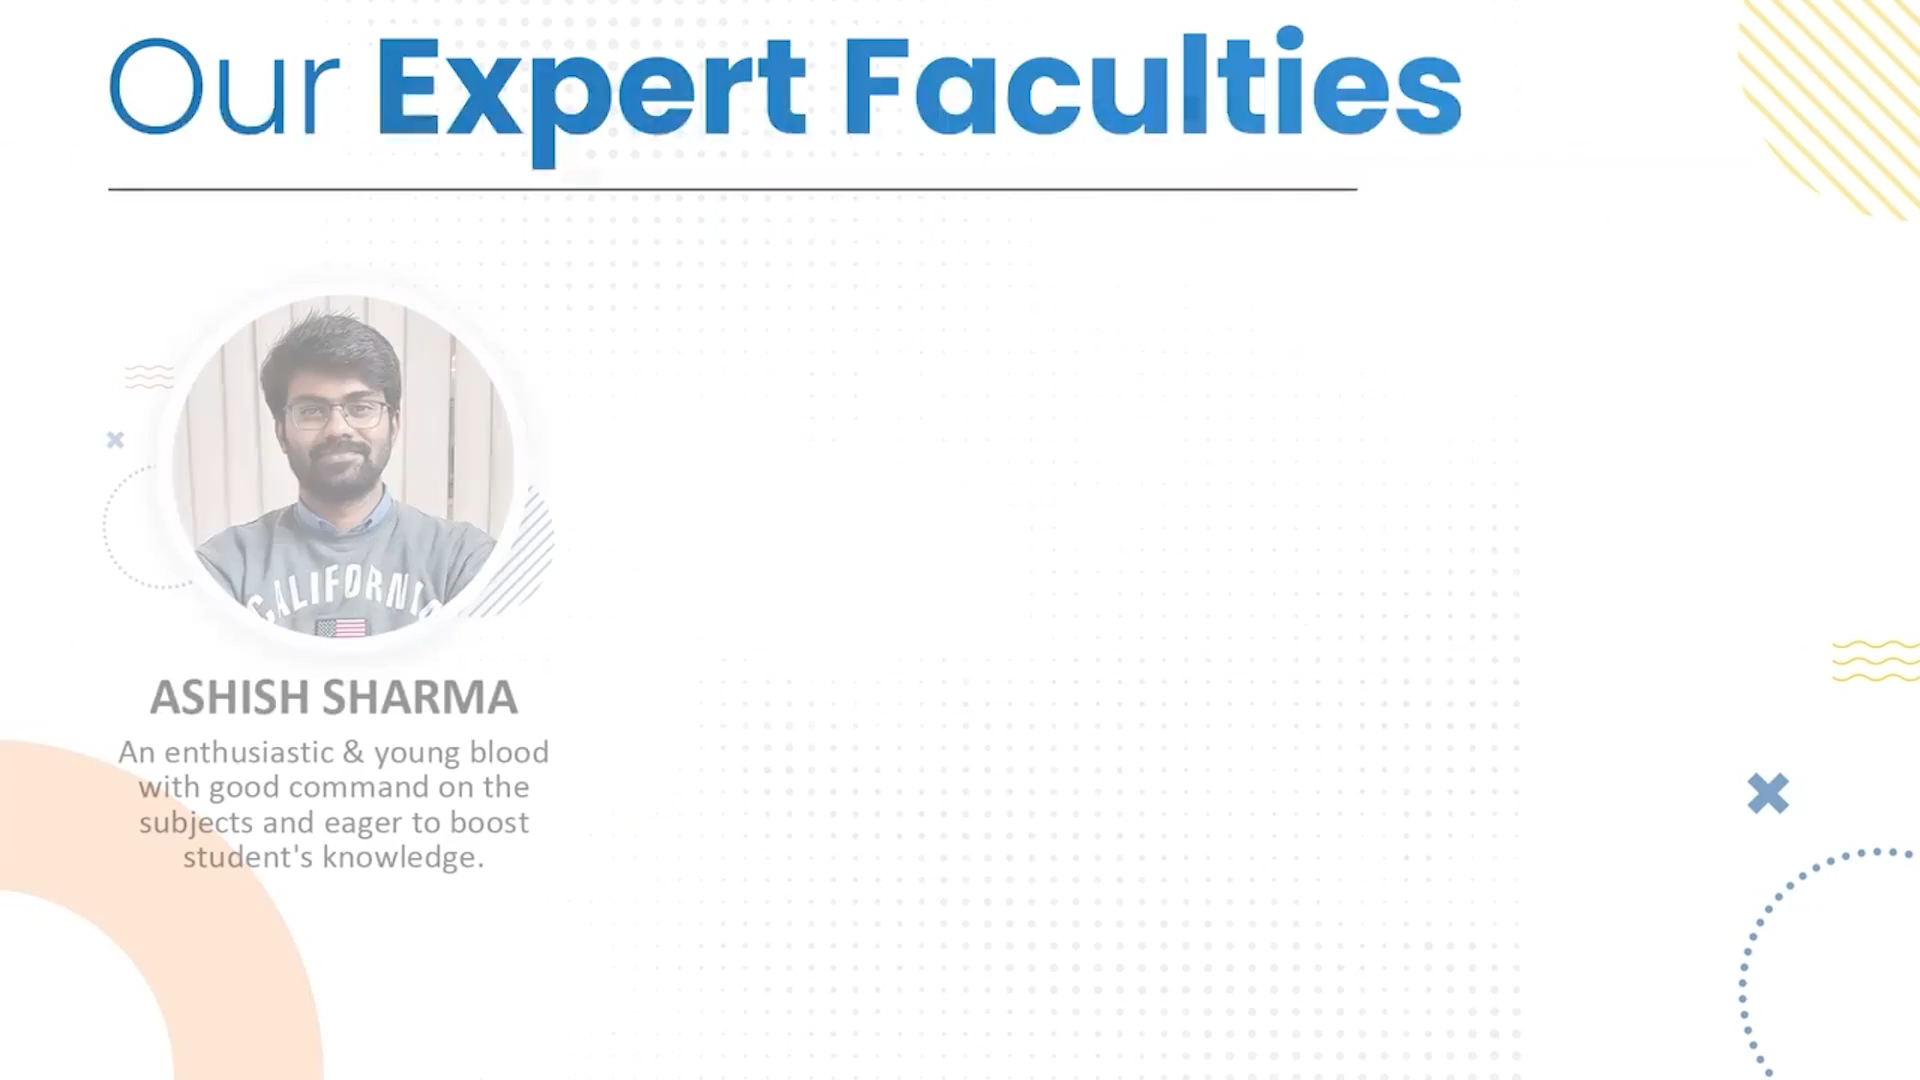 Our Expert Faculties
CALIFORNIA
ASHISH SHARMA
An enthusiastic & young blood
with good command on the
subjects and eager to boost
student's knowledge.